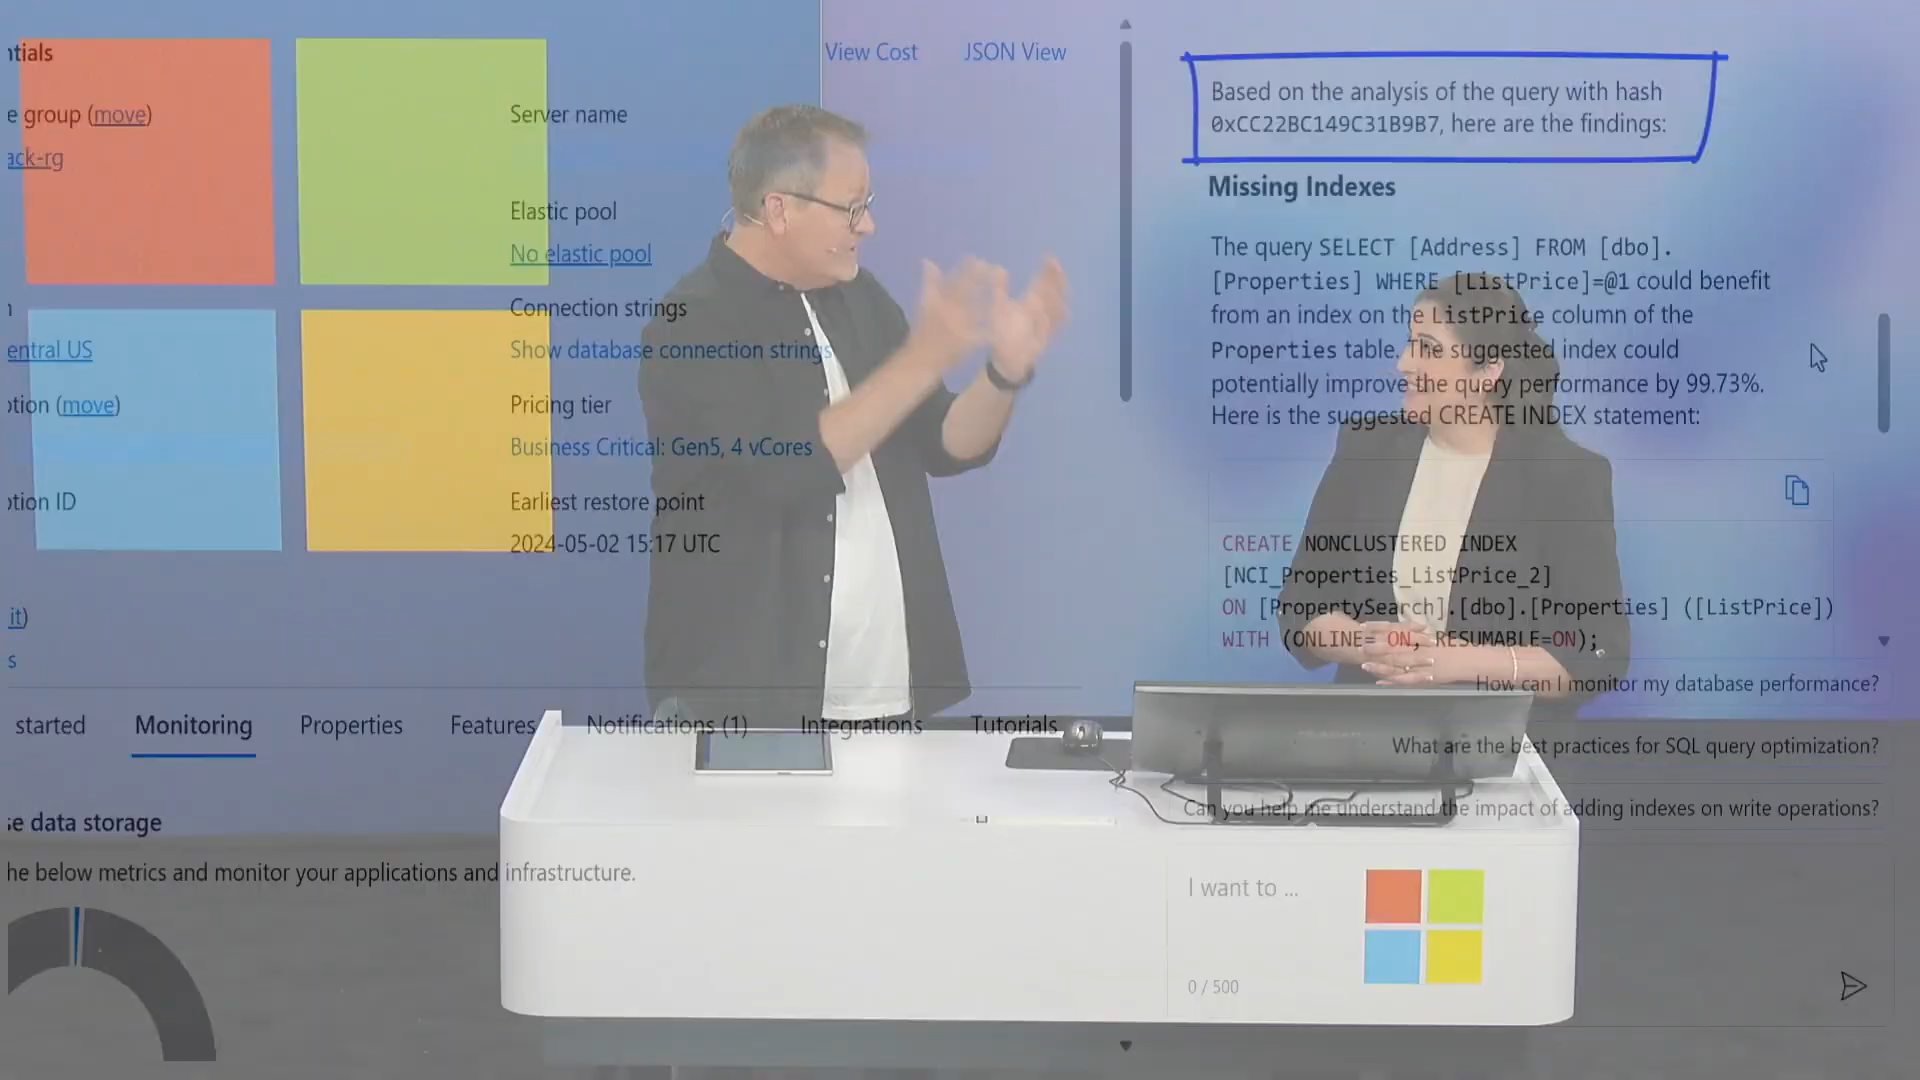 ntials
View Cost
JSON View
e group (move)
ack-rg
Server name
Elastic pool
No elastic pool
Connection strings
entral US
Show database connection strings
otion (move)
Pricing tier
Business Critical: Gen5, 4 vCores
otion ID
Earliest restore point
2024-05-02 15:17 UTC
it)
s
started
Monitoring
Properties
Features
Notifications (1)
Integrations
Tutorials
se data storage
he below metrics and monitor your applications and infrastructure.
Based on the analysis of the query with hash
0xCC22BC149C31B9B7, here are the findings:
Missing Indexes
The query SELECT [Address] FROM [dbo].
[Properties] WHERE [ListPrice]=@1 could benefit
from an index on the ListPrice column of the
Properties table. The suggested index could
potentially improve the query performance by 99.73%.
Here is the suggested CREATE INDEX statement:
CREATE NONCLUSTERED INDEX
[NCI_Properties_ListPrice_2]
ON [PropertySearch].[dbo].[Properties] ([ListPrice])
WITH (ONLINE= ON, RESUMABLE=ON);
How can I monitor my database performance?
What are the best practices for SQL query optimization?
Can you help me understand the impact of adding indexes on write operations?
I want to ...
0 / 500